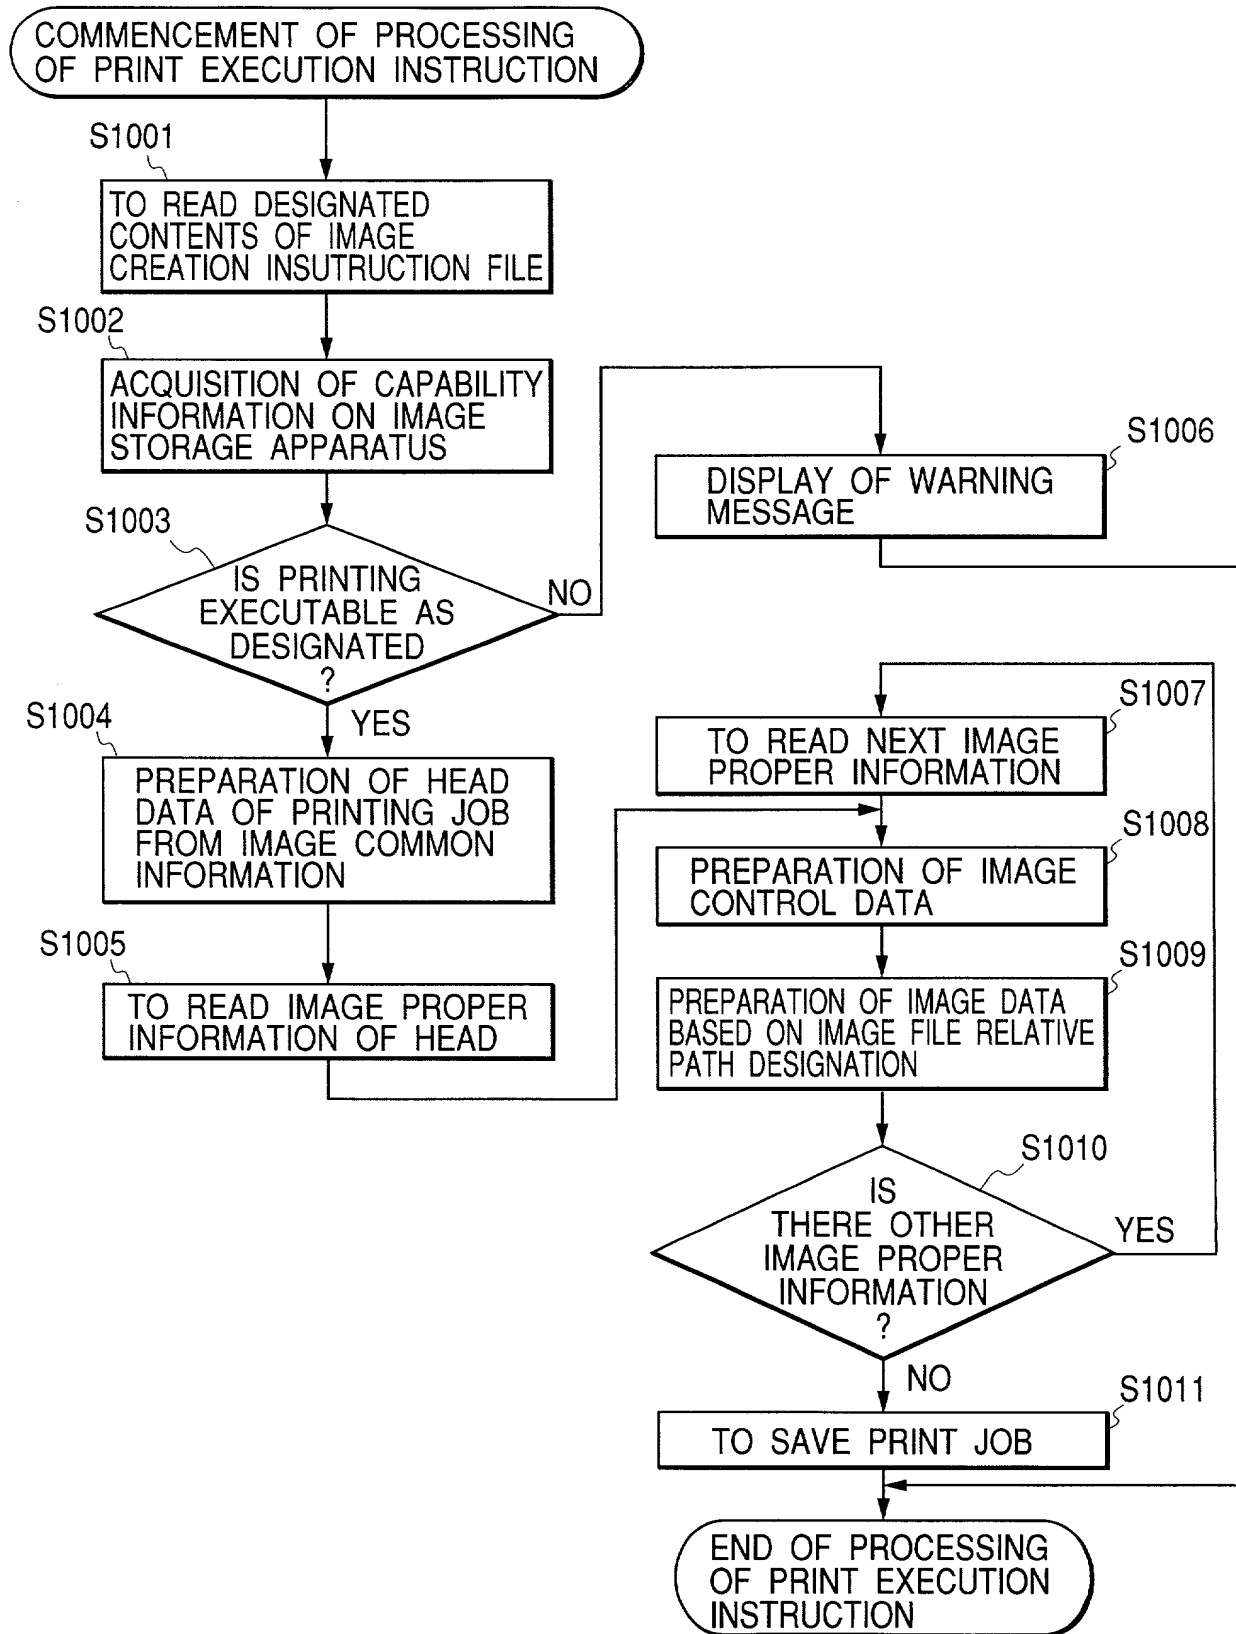 COMMENCEMENT OF PROCESSING
OF PRINT EXECUTION INSTRUCTION
S1001
TO READ DESIGNATED
CONTENTS OF IMAGE
CREATION INSUTRUCTION FILE
S1002
ACQUISITION OF CAPABILITY
INFORMATION ON IMAGE
STORAGE APPARATUS
S1003
IS PRINTING
EXECUTABLE AS
DESIGNATED
?
NO
YES
S1004
PREPARATION OF HEAD
DATA OF PRINTING JOB
FROM IMAGE COMMON
INFORMATION
S1005
TO READ IMAGE PROPER
INFORMATION OF HEAD
S1006
DISPLAY OF WARNING
MESSAGE
S1007
TO READ NEXT IMAGE
PROPER INFORMATION
S1008
PREPARATION OF IMAGE
CONTROL DATA
S1009
PREPARATION OF IMAGE DATA
BASED ON IMAGE FILE RELATIVE
PATH DESIGNATION
S1010
IS
THERE OTHER
IMAGE PROPER
INFORMATION
?
YES
NO
S1011
TO SAVE PRINT JOB
END OF PROCESSING
OF PRINT EXECUTION
INSTRUCTION